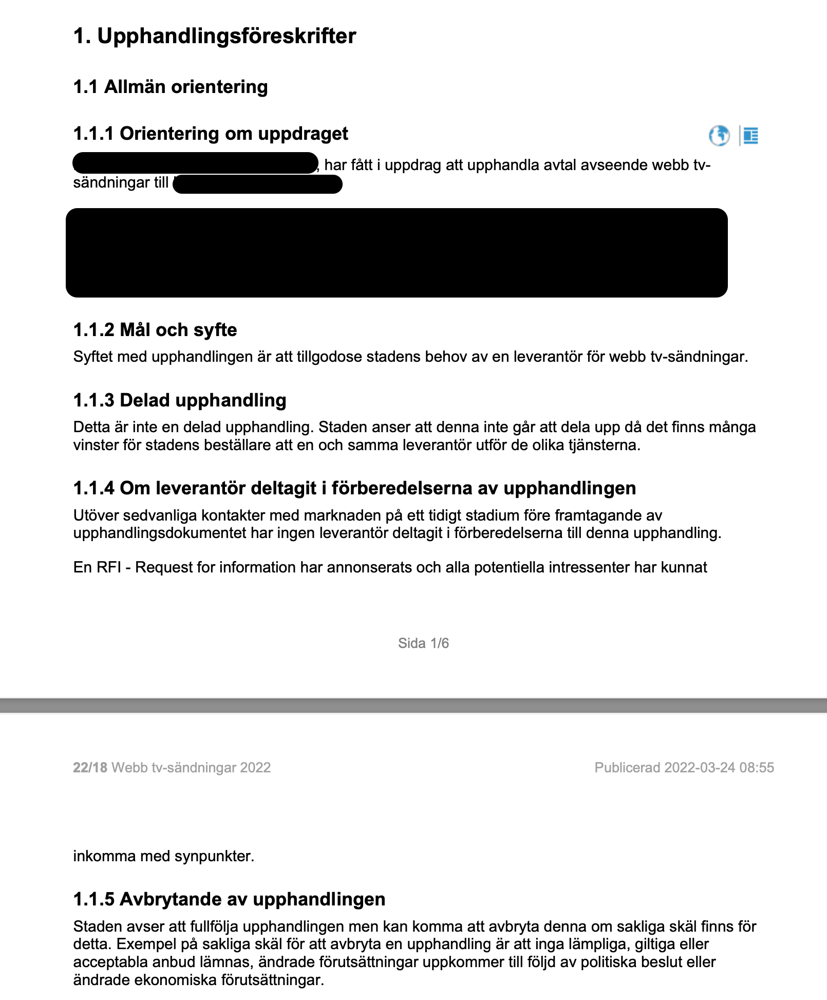 1. Upphandlingsföreskrifter
1.1 Allmän orientering
1.1.1 Orientering om uppdraget
, har fått i uppdrag att upphandla avtal avseende webb tv-
sändningar till
1.1.2 Mål och syfte
Syftet med upphandlingen är att tillgodose stadens behov av en leverantör för webb tv-sändningar.
1.1.3 Delad upphandling
Detta är inte en delad upphandling. Staden anser att denna inte går att dela upp då det finns många
vinster för stadens beställare att en och samma leverantör utför de olika tjänsterna.
1.1.4 Om leverantör deltagit i förberedelserna av upphandlingen
Utöver sedvanliga kontakter med marknaden på ett tidigt stadium före framtagande av
upphandlingsdokumentet har ingen leverantör deltagit i förberedelserna till denna upphandling.
En RFI - Request for information har annonserats och alla potentiella intressenter har kunnat
Sida 1/6
22/18 Webb tv-sändningar 2022
Publicerad 2022-03-24 08:55
inkomma med synpunkter.
1.1.5 Avbrytande av upphandlingen
Staden avser att fullfölja upphandlingen men kan komma att avbryta denna om sakliga skäl finns för
detta. Exempel på sakliga skäl för att avbryta en upphandling är att inga lämpliga, giltiga eller
acceptabla anbud lämnas, ändrade förutsättningar uppkommer till följd av politiska beslut eller
ändrade ekonomiska förutsättningar.